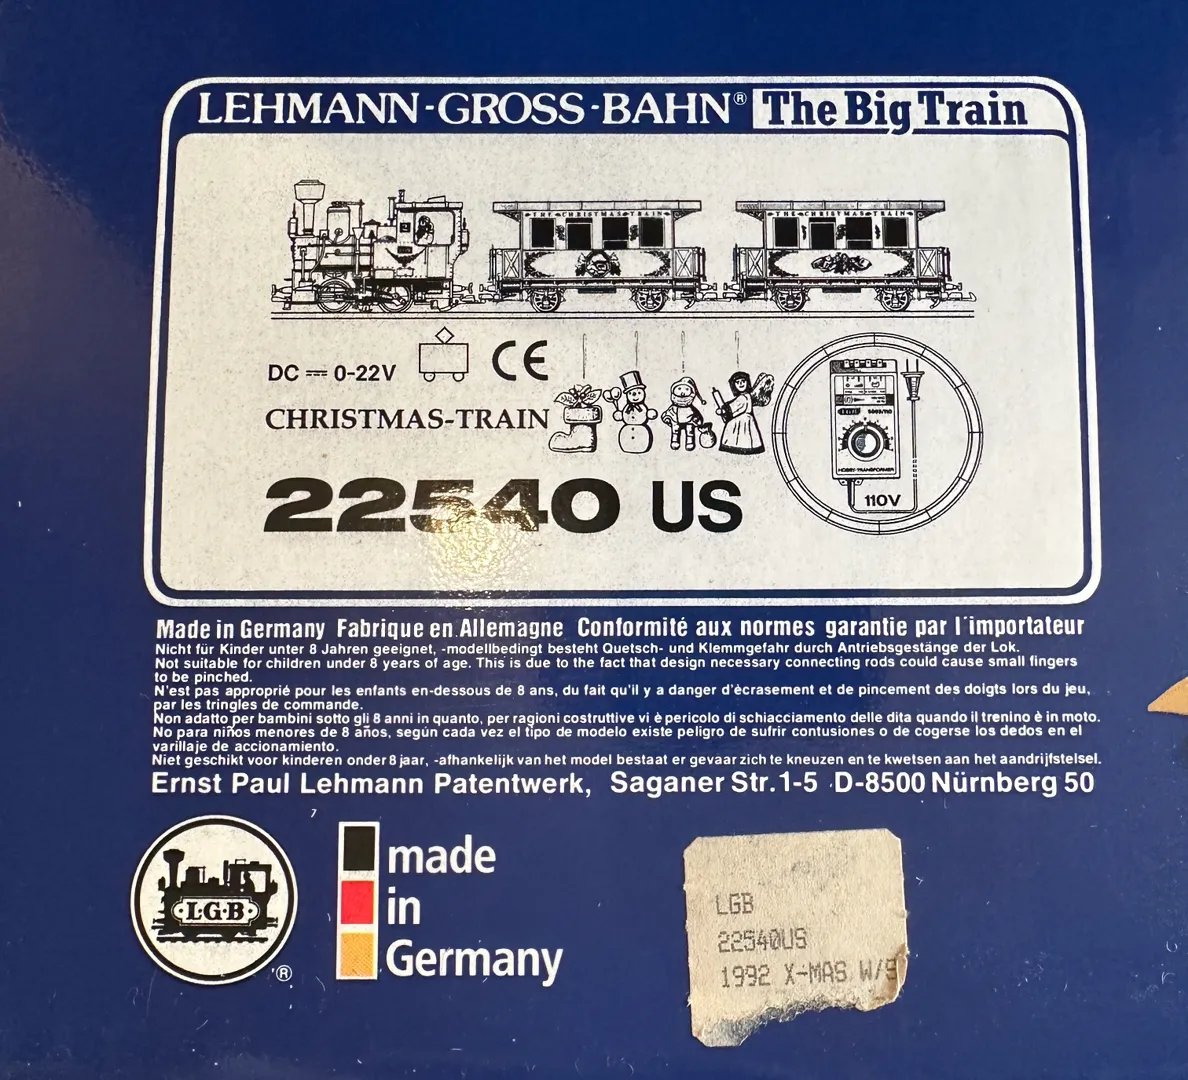 LEHMANN-GROSS-BAHN® The Big Train
THE CHRISTMAS TRAIN
THE CHRISTMAS TRAIN
DC 0-22V
CE
CHRISTMAS-TRAIN
22540 US
HOBBY-TRANSFORMER
110V
Made in Germany Fabrique en Allemagne Conformité aux normes garantie par l'importateur
Nicht für Kinder unter 8 Jahren geeignet, -modellbedingt besteht Quetsch- und Klemmgefahr durch Antriebsgestänge der Lok.
Not suitable for children under 8 years of age. This is due to the fact that design necessary connecting rods could cause small fingers
to be pinched.
N'est pas approprié pour les enfants en-dessous de 8 ans, du fait qu'il y a danger d'écrasement et de pincement des doigts lors du jeu,
par les tringles de commande.
Non adatto per bambini sotto gli 8 anni in quanto, per ragioni costruttive vi è pericolo di schiacciamento delle dita quando il trenino è in moto.
No para niños menores de 8 años, según cada vez el tipo de modelo existe peligro de sufrir contusiones o de cogerse los dedos en el
varillaje de accionamiento.
Niet geschikt voor kinderen onder 8 jaar, -afhankelijk van het model bestaat er gevaar zich te kneuzen en te kwetsen aan het aandrijfstelsel.
Ernst Paul Lehmann Patentwerk, Saganer Str. 1-5 D-8500 Nürnberg 50
L·G·B
®
made
in
Germany
LGB
22540US
1992 X-MAS W/S